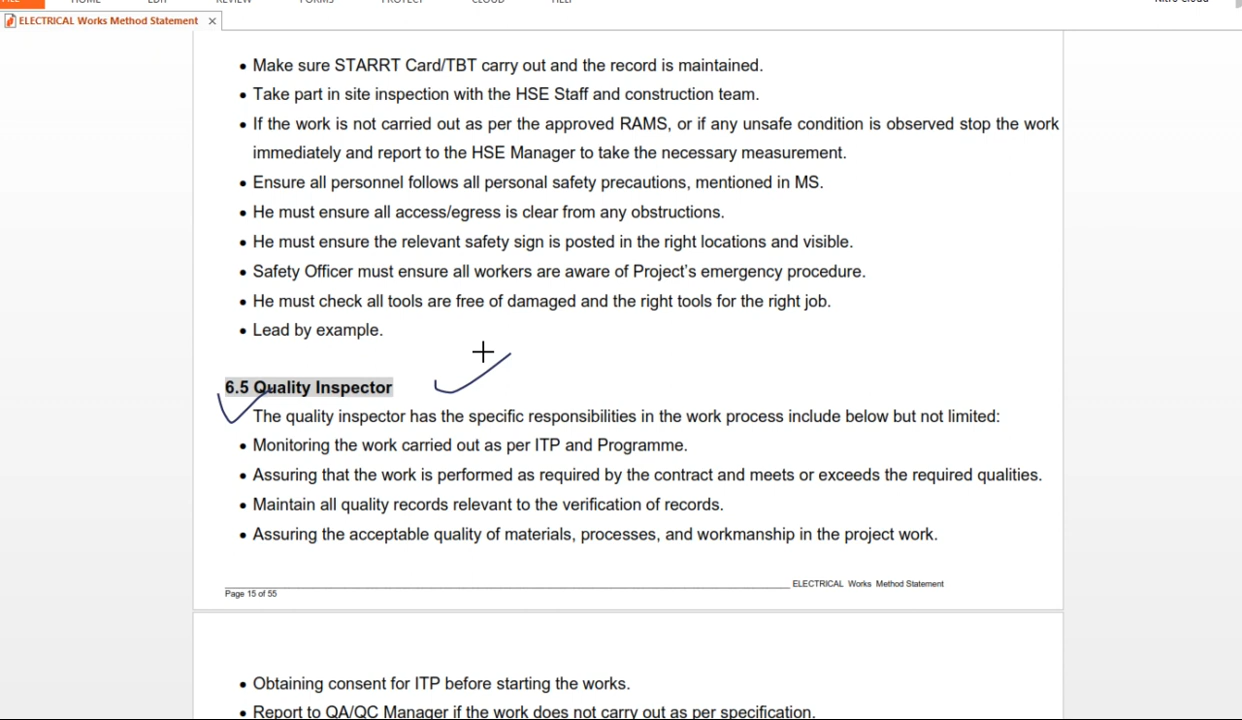 HOME EDIT REVIEW FORMS PROTECT CLOUD HELP
ELECTRICAL Works Method Statement
• Make sure STARRT Card/TBT carry out and the record is maintained.
• Take part in site inspection with the HSE Staff and construction team.
• If the work is not carried out as per the approved RAMS, or if any unsafe condition is observed stop the work
immediately and report to the HSE Manager to take the necessary measurement.
• Ensure all personnel follows all personal safety precautions, mentioned in MS.
• He must ensure all access/egress is clear from any obstructions.
• He must ensure the relevant safety sign is posted in the right locations and visible.
• Safety Officer must ensure all workers are aware of Project's emergency procedure.
• He must check all tools are free of damaged and the right tools for the right job.
• Lead by example.
6.5 Quality Inspector
The quality inspector has the specific responsibilities in the work process include below but not limited:
• Monitoring the work carried out as per ITP and Programme.
• Assuring that the work is performed as required by the contract and meets or exceeds the required qualities.
• Maintain all quality records relevant to the verification of records.
• Assuring the acceptable quality of materials, processes, and workmanship in the project work.
ELECTRICAL Works Method Statement
Page 15 of 55
• Obtaining consent for ITP before starting the works.
• Report to QA/QC Manager if the work does not carry out as per specification.